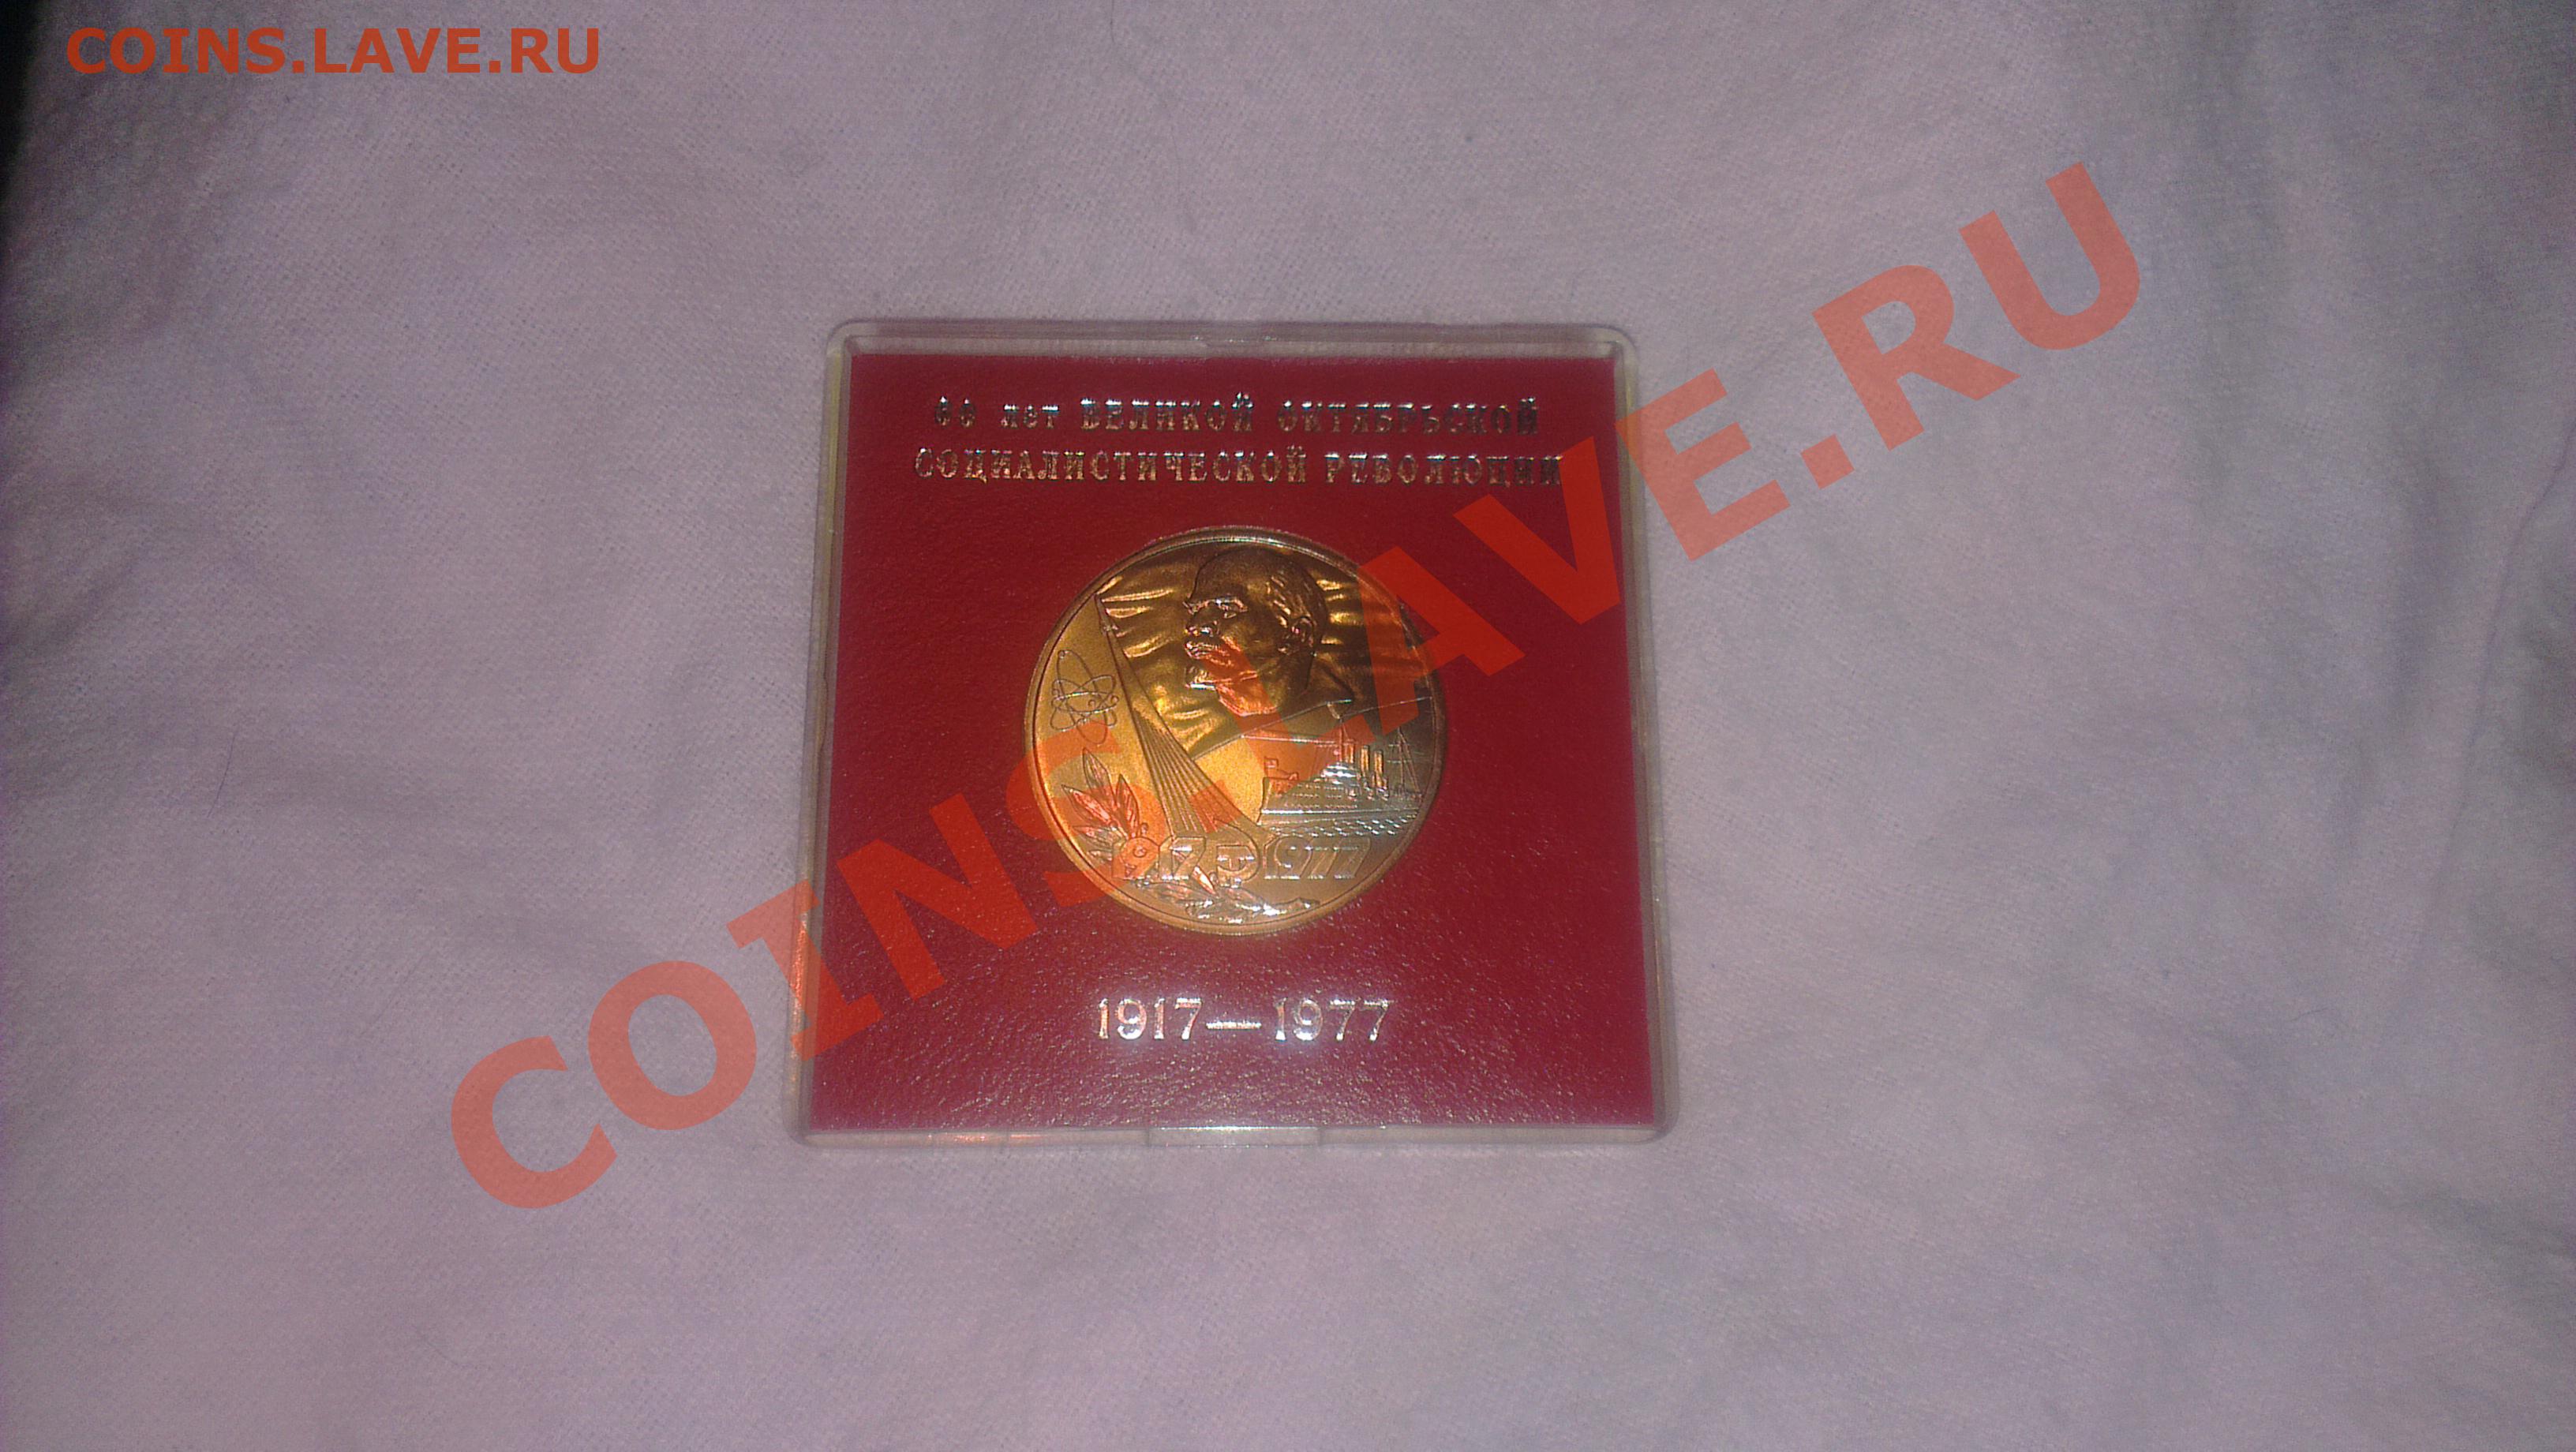 COINS.LAVE.RU
60 лет ВЕЛИКОЙ ОКТЯБРЬСКОЙ
СОЦИАЛИСТИЧЕСКОЙ РЕВОЛЮЦИИ
1917 1977
1917—1977
COINS.LAVE.RU